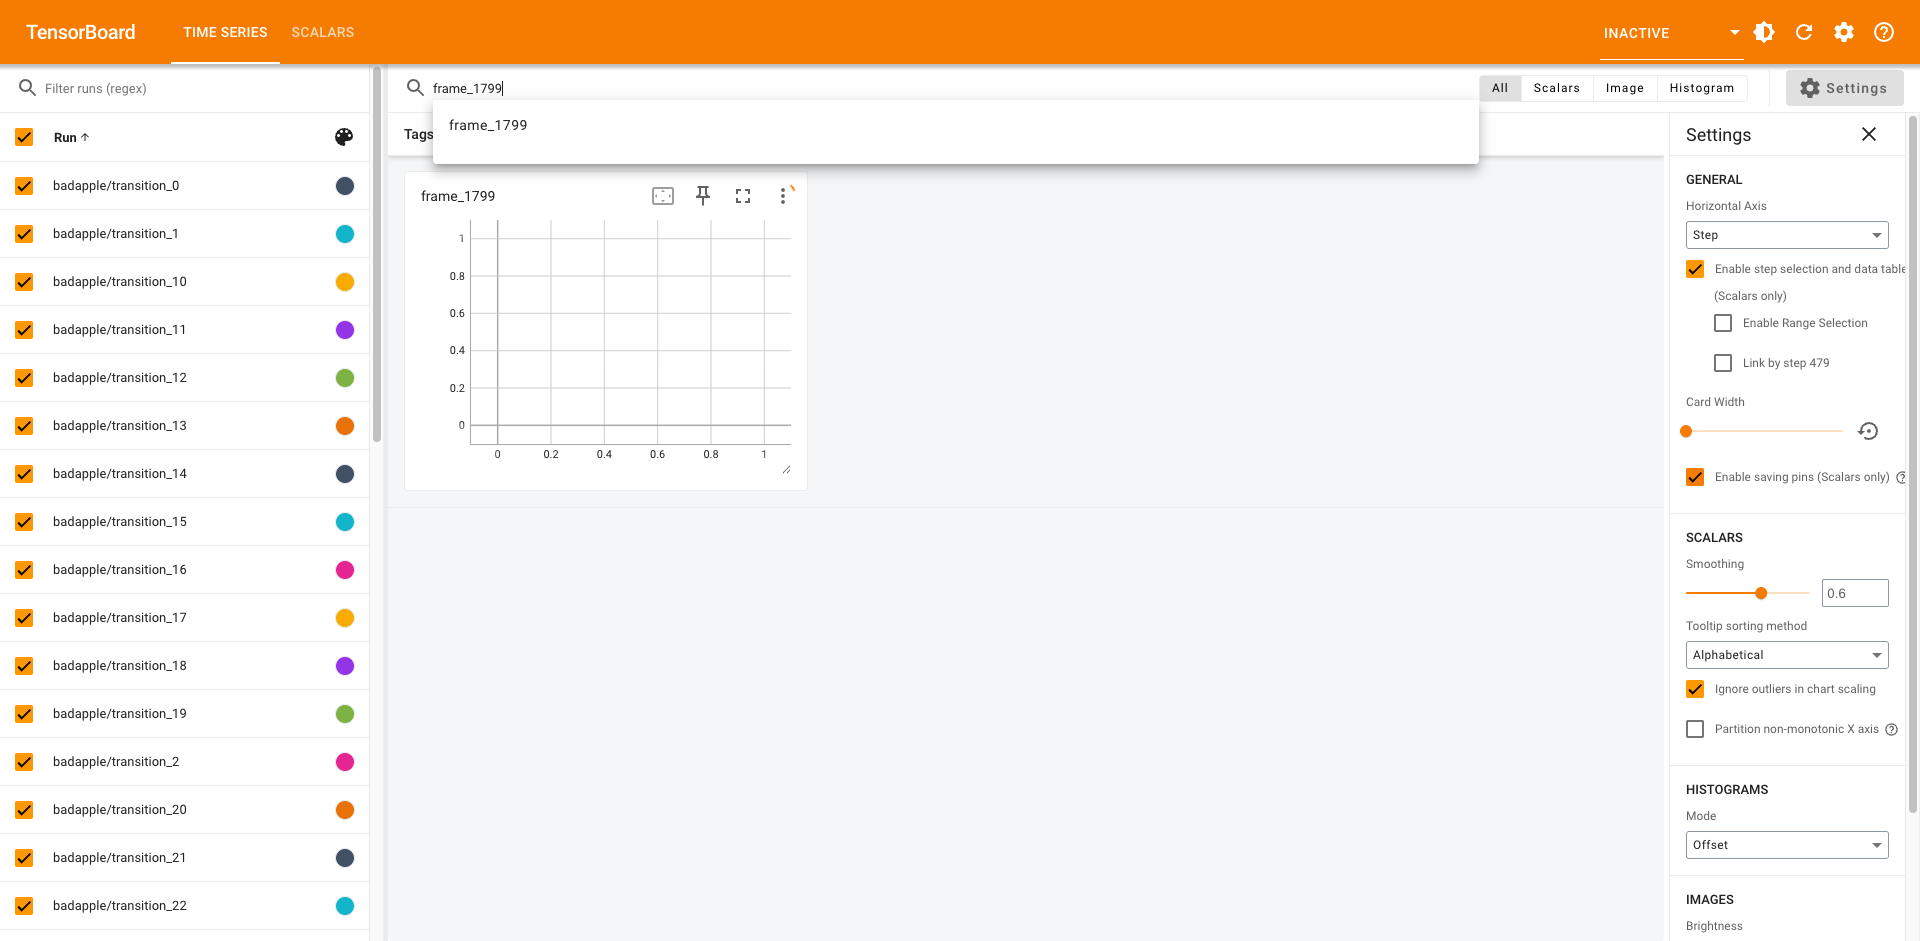 TensorBoard
TIME SERIES
SCALARS
INACTIVE
Filter runs (regex)
frame_1799
All
Scalars
Image
Histogram
Settings
frame_1799
Run
badapple/transition_0
badapple/transition_1
badapple/transition_10
badapple/transition_11
badapple/transition_12
badapple/transition_13
badapple/transition_14
badapple/transition_15
badapple/transition_16
badapple/transition_17
badapple/transition_18
badapple/transition_19
badapple/transition_2
badapple/transition_20
badapple/transition_21
badapple/transition_22
Tags
frame_1799
1
0.8
0.6
0.4
0.2
0
0 0.2 0.4 0.6 0.8 1
Settings
GENERAL
Horizontal Axis
Step
Enable step selection and data table
(Scalars only)
Enable Range Selection
Link by step 479
Card Width
Enable saving pins (Scalars only)
SCALARS
Smoothing
0.6
Tooltip sorting method
Alphabetical
Ignore outliers in chart scaling
Partition non-monotonic X axis
HISTOGRAMS
Mode
Offset
IMAGES
Brightness